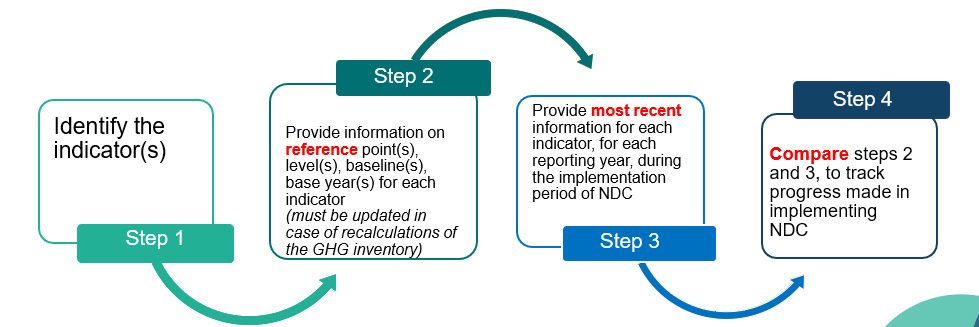 Identify the
indicator(s)
Step 1
Step 2
Provide information on
reference point(s),
level(s), baseline(s),
base year(s) for each
indicator
(must be updated in
case of recalculations of
the GHG inventory)
Provide most recent
information for each
indicator, for each
reporting year, during
the implementation
period of NDC
Step 3
Step 4
Compare steps 2
and 3, to track
progress made in
implementing
NDC